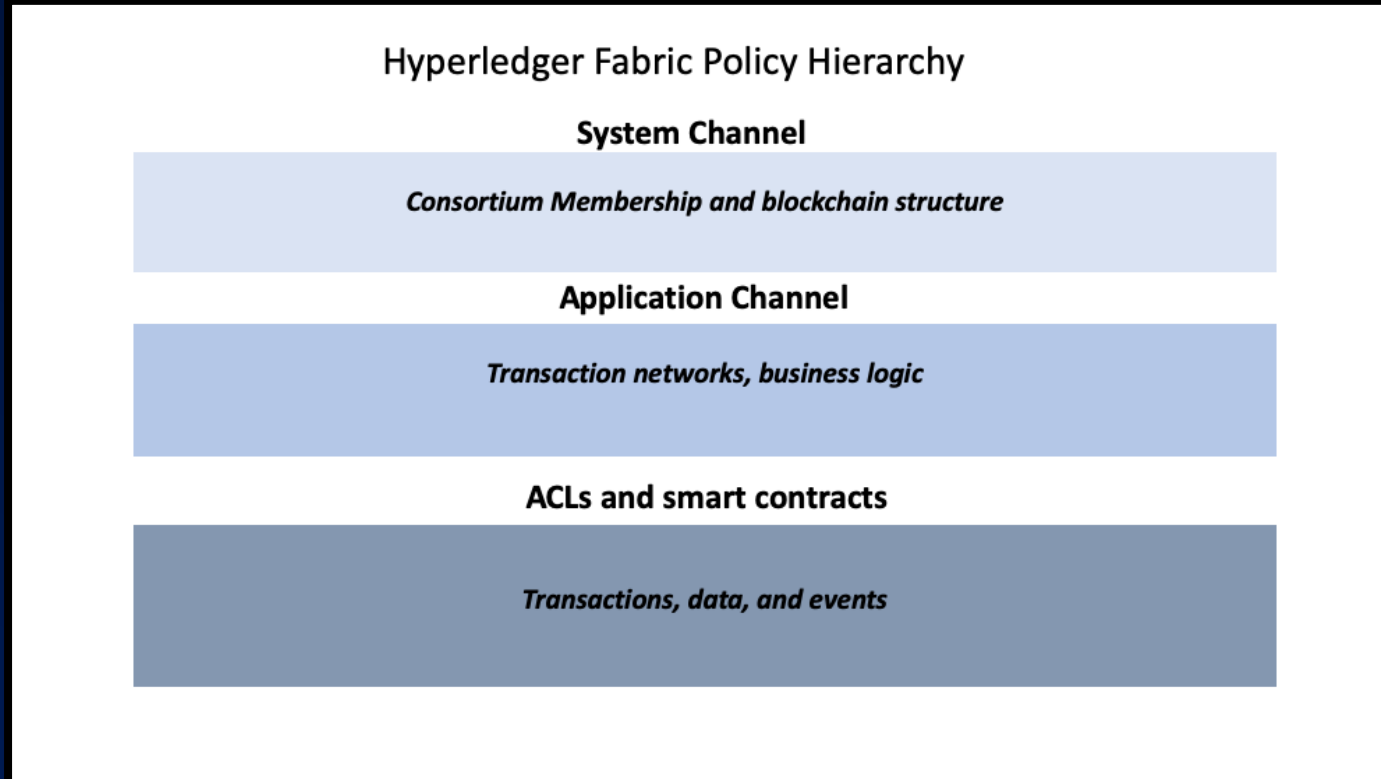 Hyperledger Fabric Policy Hierarchy
System Channel
Consortium Membership and blockchain structure
Application Channel
Transaction networks, business logic
ACLs and smart contracts
Transactions, data, and events